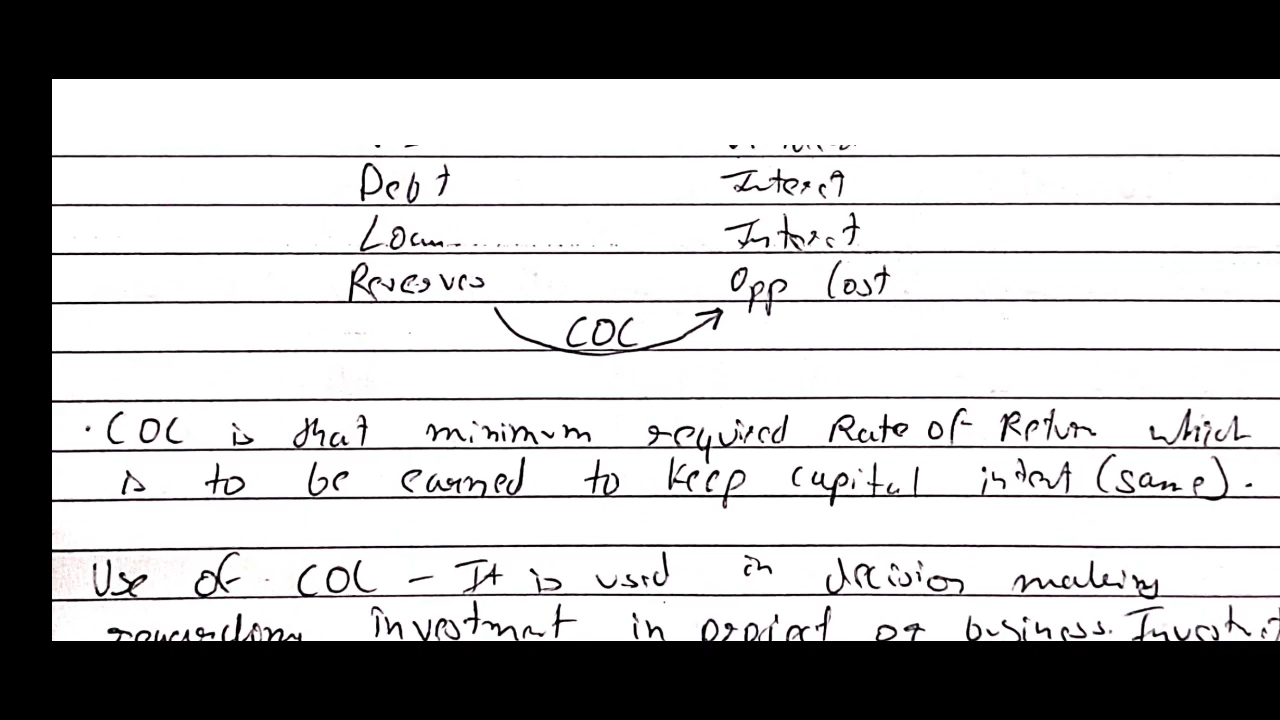 Debt Interest
Loan Interest
Reserves Opp Cost
COC
· COC is that minimum required Rate of Return which
is to be earned to keep capital intact (same).
Use of COC - It is used in decision making
regarding investment in project or business.